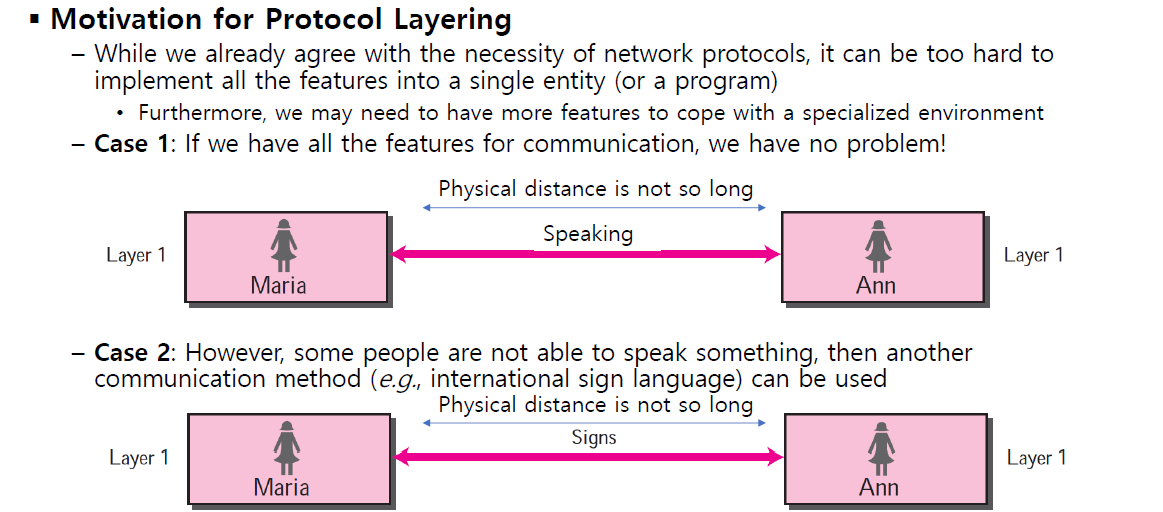 ▪ Motivation for Protocol Layering
– While we already agree with the necessity of network protocols, it can be too hard to
implement all the features into a single entity (or a program)
• Furthermore, we may need to have more features to cope with a specialized environment
– Case 1: If we have all the features for communication, we have no problem!
Physical distance is not so long
Speaking
Layer 1
Maria
Ann
Layer 1
– Case 2: However, some people are not able to speak something, then another
communication method (e.g., international sign language) can be used
Physical distance is not so long
Signs
Layer 1
Maria
Ann
Layer 1